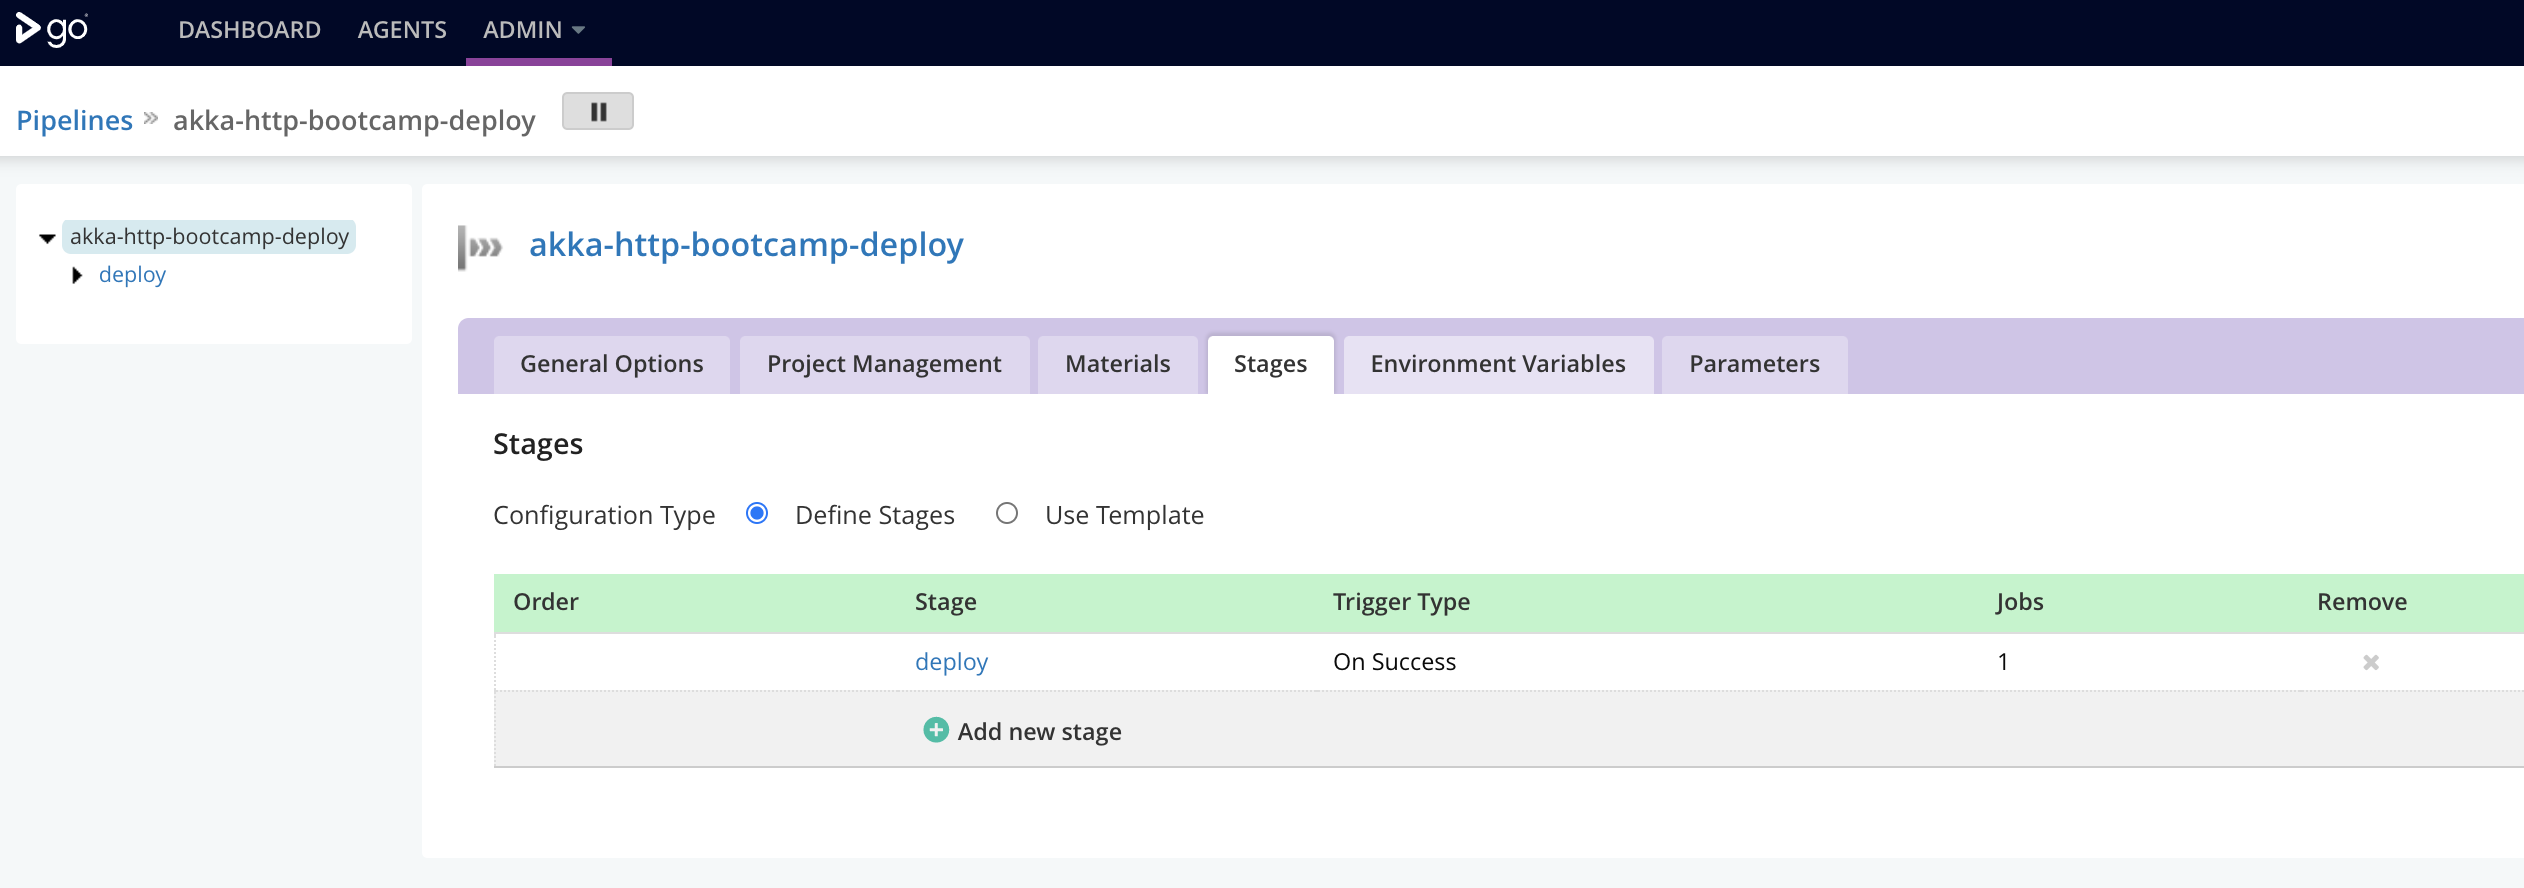 go
DASHBOARD AGENTS ADMIN
Pipelines » akka-http-bootcamp-deploy
akka-http-bootcamp-deploy
deploy
akka-http-bootcamp-deploy
General Options Project Management Materials Stages Environment Variables Parameters
Stages
Configuration Type Define Stages Use Template
Order Stage Trigger Type Jobs Remove
deploy On Success 1
Add new stage